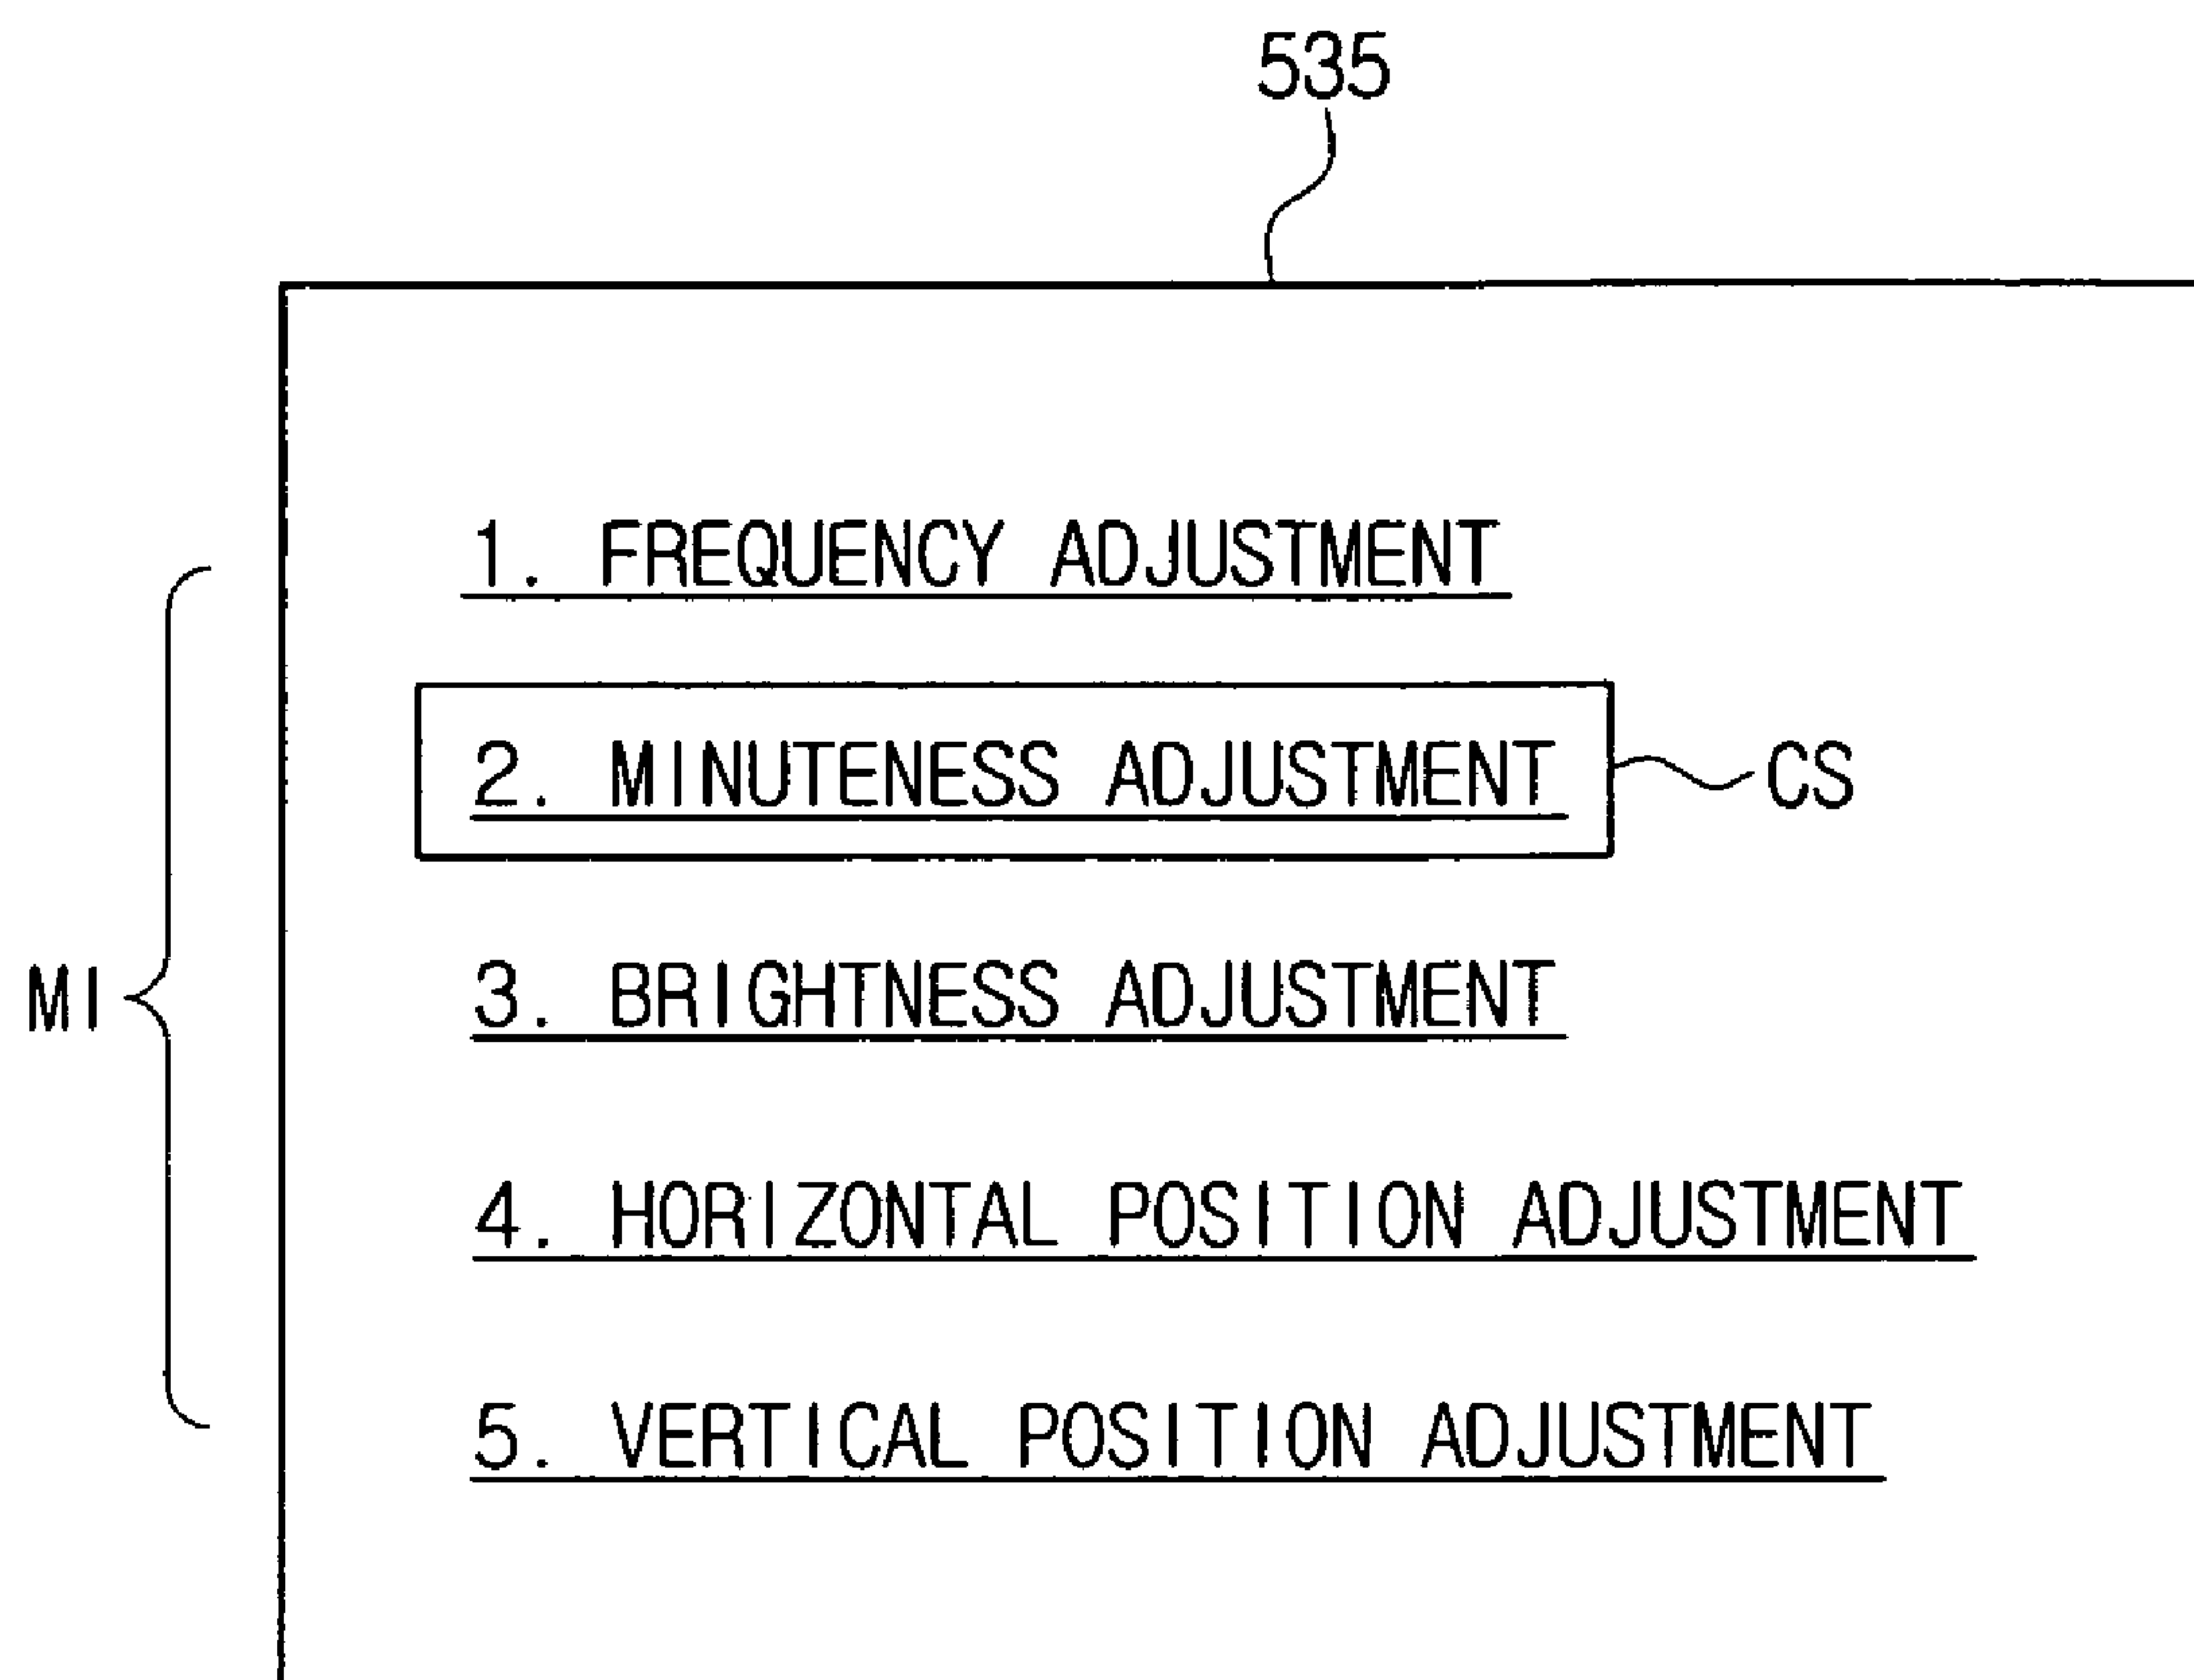 535
1. FREQUENCY ADJUSTMENT
2. MINUTENESS ADJUSTMENT
CS
3. BRIGHTNESS ADJUSTMENT
MI
4. HORIZONTAL POSITION ADJUSTMENT
5. VERTICAL POSITION ADJUSTMENT